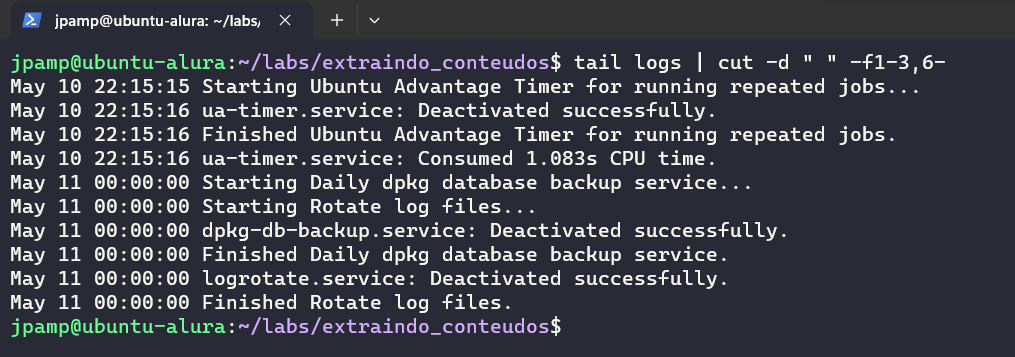 jpamp@ubuntu-alura: ~/labs/
jpamp@ubuntu-alura:~/labs/extraindo_conteudos$ tail logs | cut -d " " -f1-3,6-
May 10 22:15:15 Starting Ubuntu Advantage Timer for running repeated jobs...
May 10 22:15:16 ua-timer.service: Deactivated successfully.
May 10 22:15:16 Finished Ubuntu Advantage Timer for running repeated jobs.
May 10 22:15:16 ua-timer.service: Consumed 1.083s CPU time.
May 11 00:00:00 Starting Daily dpkg database backup service...
May 11 00:00:00 Starting Rotate log files...
May 11 00:00:00 dpkg-db-backup.service: Deactivated successfully.
May 11 00:00:00 Finished Daily dpkg database backup service.
May 11 00:00:00 logrotate.service: Deactivated successfully.
May 11 00:00:00 Finished Rotate log files.
jpamp@ubuntu-alura:~/labs/extraindo_conteudos$